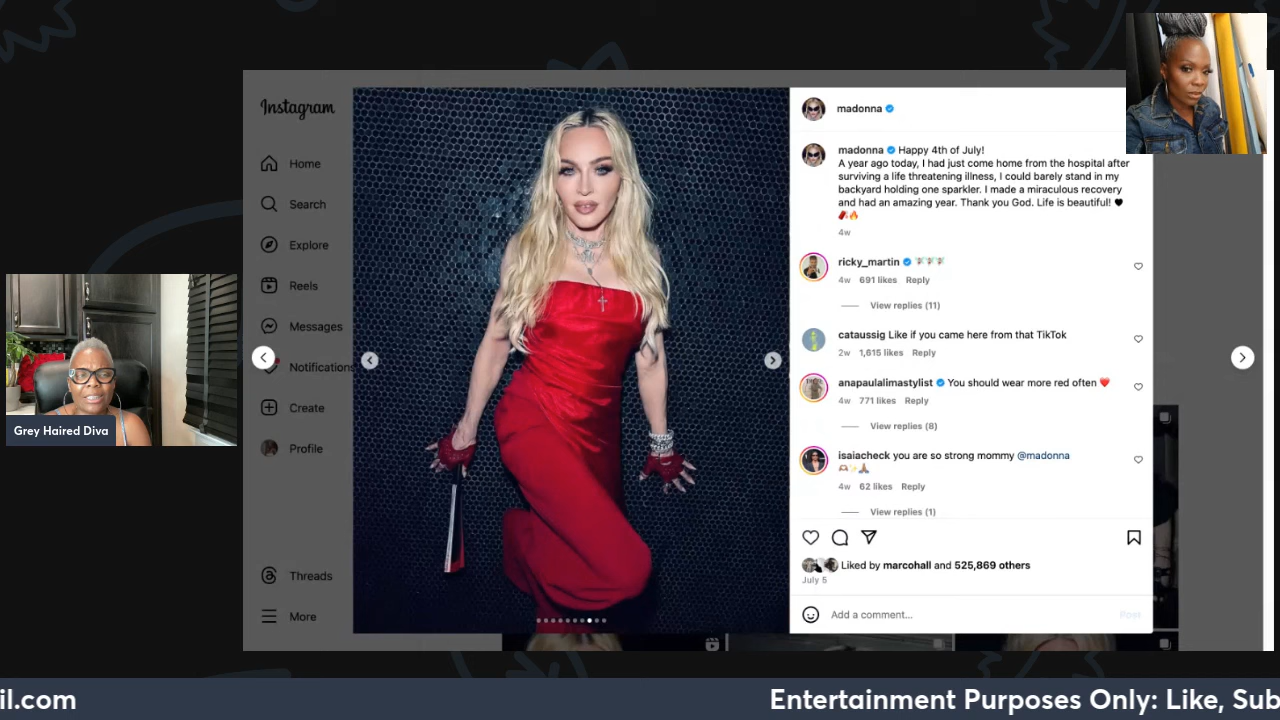 Instagram
Home
Search
Explore
Reels
Messages
Notifications
Create
Profile
Threads
More
madonna
madonna Happy 4th of July!
A year ago today, I had just come home from the hospital after
surviving a life threatening illness, I could barely stand in my
backyard holding one sparkler. I made a miraculous recovery
and had an amazing year. Thank you God. Life is beautiful! 🖤
🧨🔥
4w
ricky_martin 🧚🏻🧚🏻🧚🏻
4w 691 likes Reply
View replies (11)
cataussig Like if you came here from that TikTok
2w 1,615 likes Reply
anapaulalimastylist You should wear more red often ❤️
4w 771 likes Reply
View replies (8)
isaiacheck you are so strong mommy @madonna
🫶🏽✨🙏🏽
4w 62 likes Reply
View replies (1)
Liked by marcohall and 525,869 others
July 5
Add a comment...
Post
Grey Haired Diva
il.com
Entertainment Purposes Only: Like, Sub